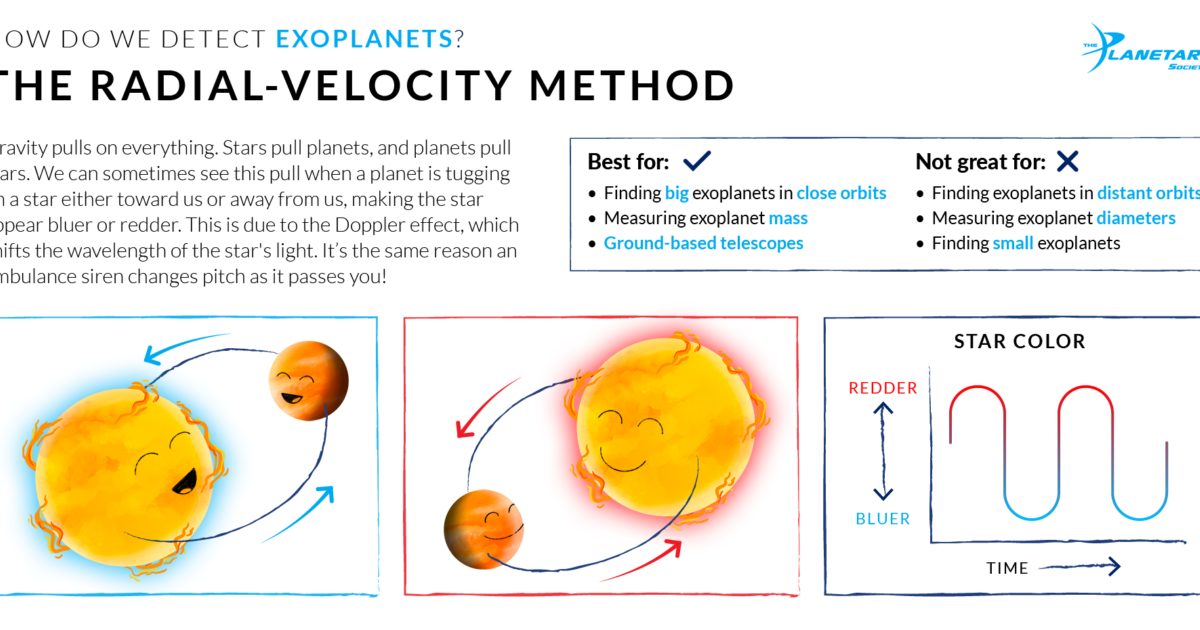 OW DO WE DETECT EXOPLANETS?
THE RADIAL-VELOCITY METHOD
THE PLANETAR
SOCIET
ravity pulls on everything. Stars pull planets, and planets pull
ars. We can sometimes see this pull when a planet is tugging
n a star either toward us or away from us, making the star
ppear bluer or redder. This is due to the Doppler effect, which
hifts the wavelength of the star's light. It’s the same reason an
mbulance siren changes pitch as it passes you!
Best for:
• Finding big exoplanets in close orbits
• Measuring exoplanet mass
• Ground-based telescopes
Not great for:
• Finding exoplanets in distant orbits
• Measuring exoplanet diameters
• Finding small exoplanets
STAR COLOR
REDDER
BLUER
TIME